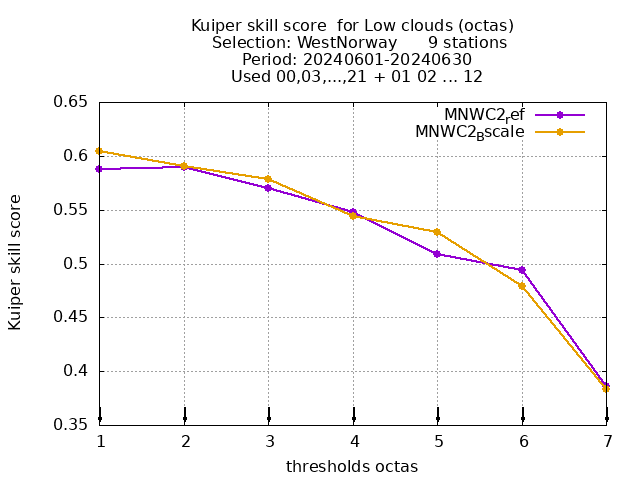 Kuiper skill score  for Low clouds (octas)
Selection: WestNorway      9 stations
Period: 20240601-20240630
Used 00,03,...,21 + 01 02 ... 12
MNWC2ref
MNWC2Bscale
0.65
0.6
0.55
0.5
0.45
0.4
0.35
Kuiper skill score
1 2 3 4 5 6 7
thresholds octas